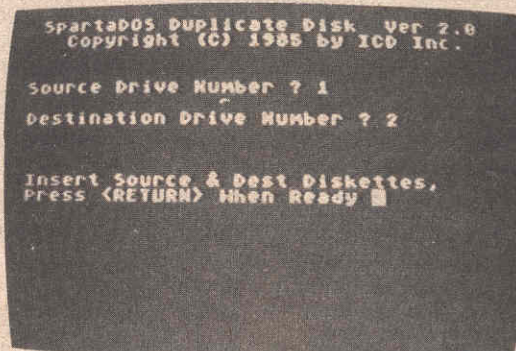 SpartaDOS Duplicate Disk Ver 2.0
Copyright (C) 1985 by ICD Inc.
Source Drive Number ? 1
Destination Drive Number ? 2
Insert Source & Dest Diskettes,
Press <RETURN> When Ready